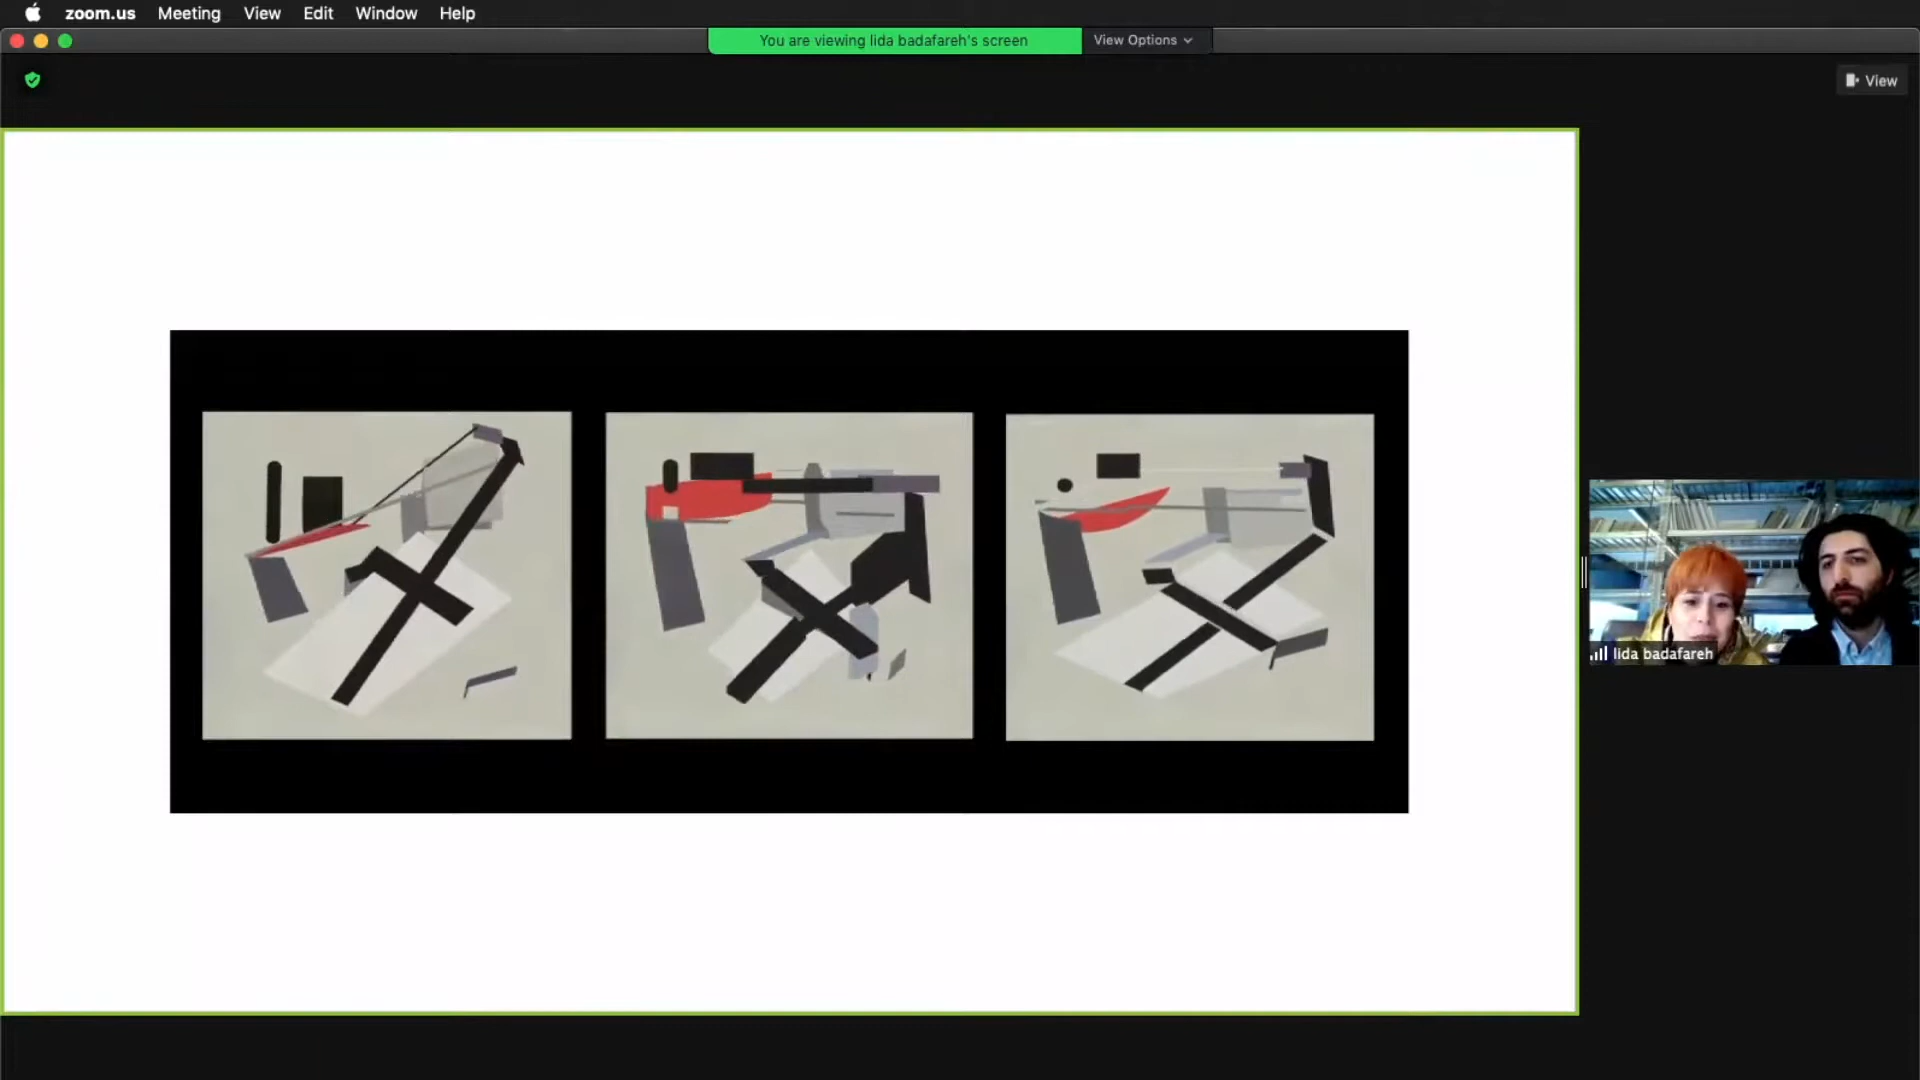 zoom.us Meeting View Edit Window Help
You are viewing lida badafareh's screen
View Options
View
lida badafareh